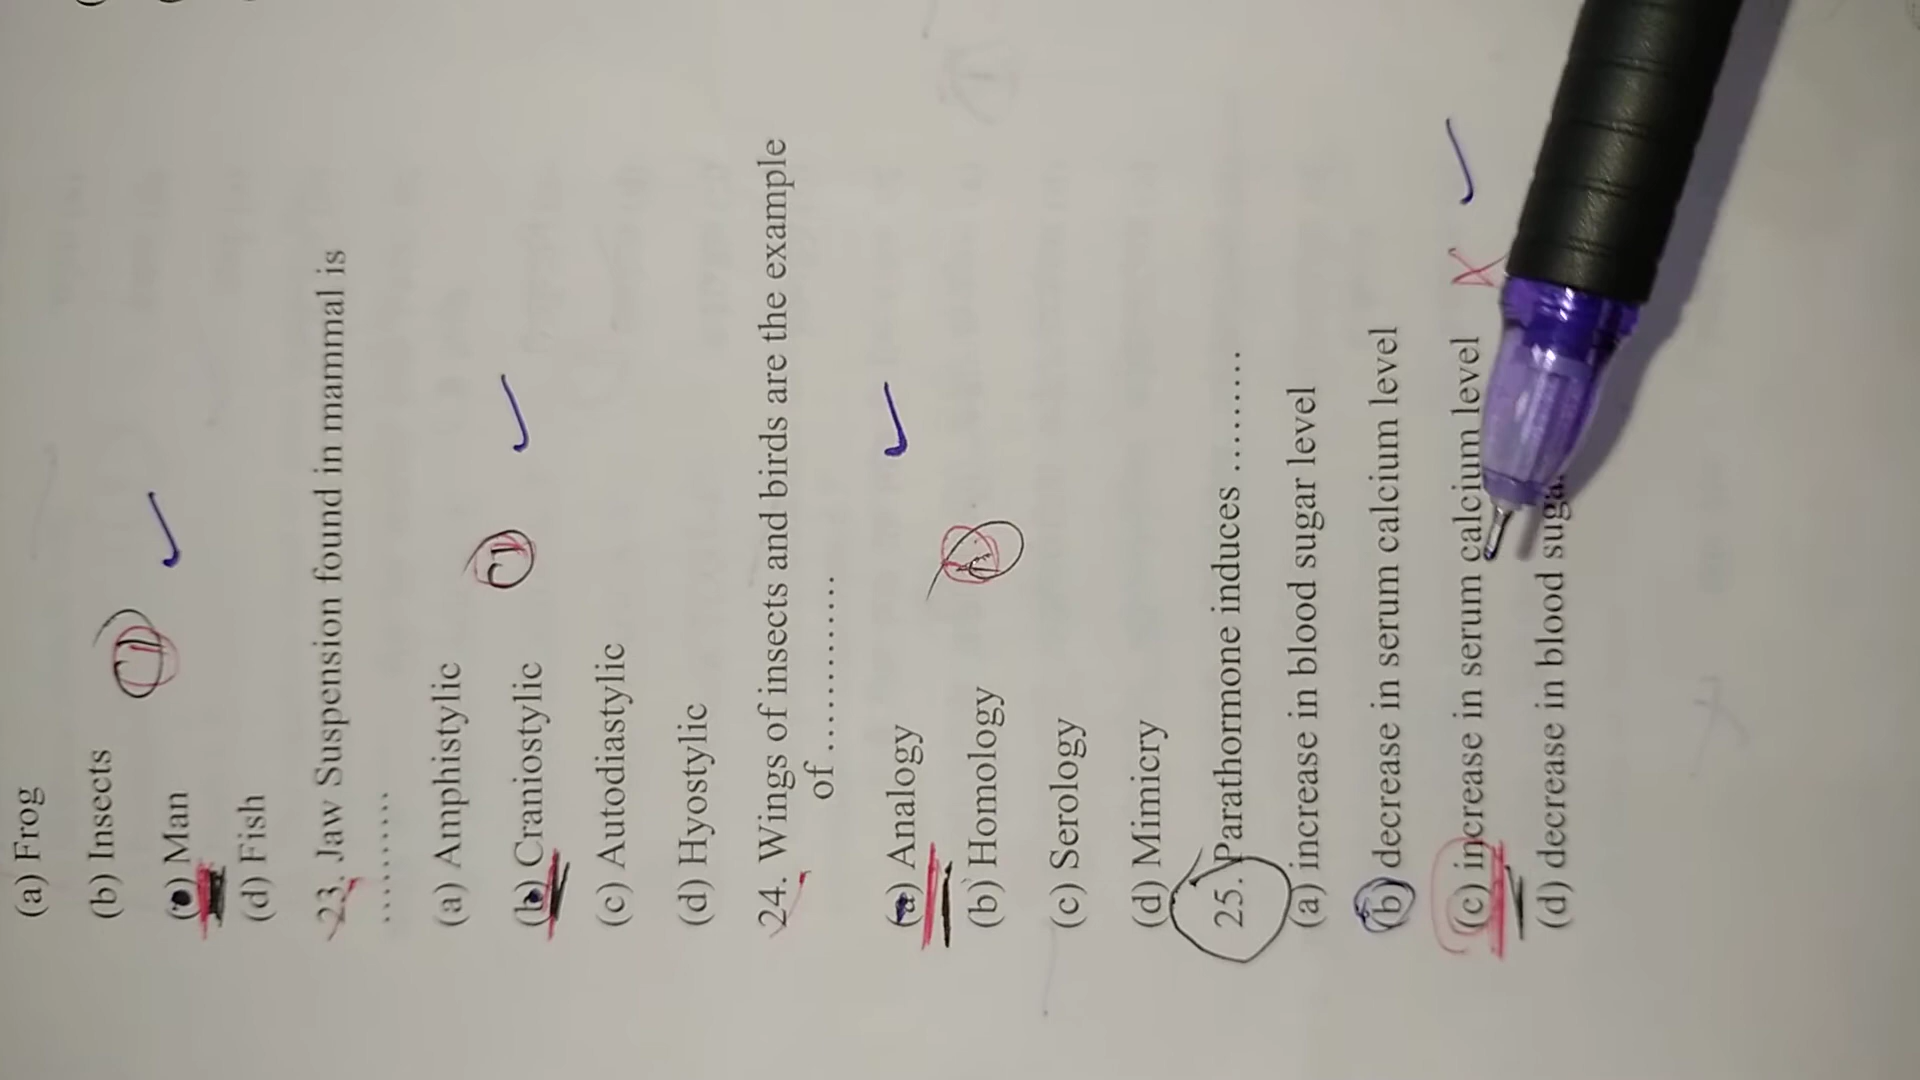 (a) Frog
(b) Insects
(c) Man
(d) Fish
23. Jaw Suspension found in mammal is
.........
(a) Amphistylic
(b) Craniostylic
(c) Autodiastylic
(d) Hyostylic
24. Wings of insects and birds are the example
of..............
(a) Analogy
(b) Homology
(c) Serology
(d) Mimicry
25. Parathormone induces .........
(a) increase in blood sugar level
(b) decrease in serum calcium level
(c) increase in serum calcium level
(d) decrease in blood